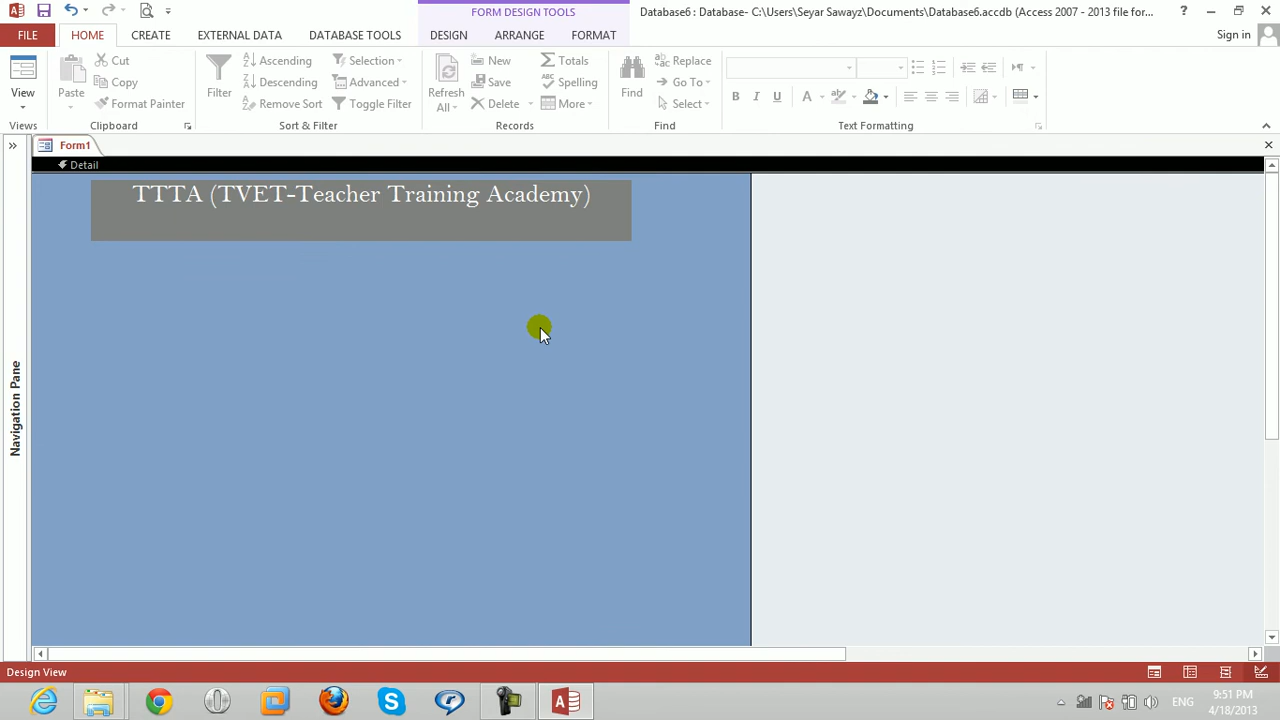 FORM DESIGN TOOLS
Database6 : Database- C:\Users\Seyar Sawayz\Documents\Database6.accdb (Access 2007 - 2013 file for...
FILE HOME CREATE EXTERNAL DATA DATABASE TOOLS DESIGN ARRANGE FORMAT Sign in
View
Views
Paste
Cut
Copy
Format Painter
Clipboard
Filter
Ascending
Descending
Remove Sort
Selection
Advanced
Toggle Filter
Sort & Filter
Refresh All
New
Save
Delete
Totals
Spelling
More
Records
Find
Replace
Go To
Select
Find
B I U A
Text Formatting
Form1
Detail
TTTA (TVET-Teacher Training Academy)
Navigation Pane
Design View
ENG
9:51 PM
4/18/2013